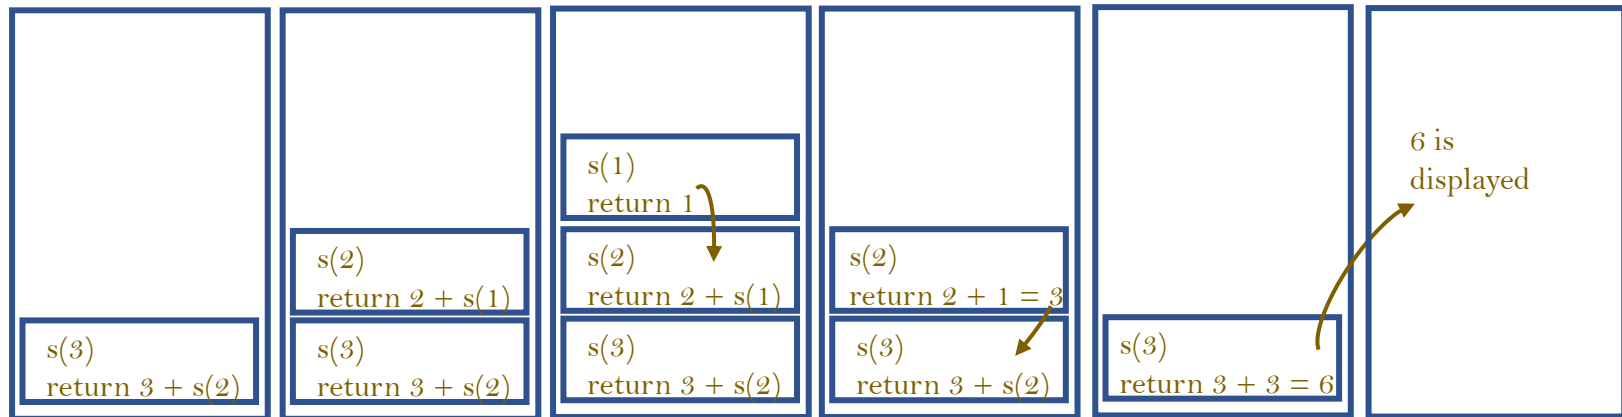 s(3)
return 3 + s(2)
s(2)
return 2 + s(1)
s(3)
return 3 + s(2)
s(1)
return 1
s(2)
return 2 + s(1)
s(3)
return 3 + s(2)
s(2)
return 2 + 1 = 3
s(3)
return 3 + s(2)
s(3)
return 3 + 3 = 6
6 is
displayed